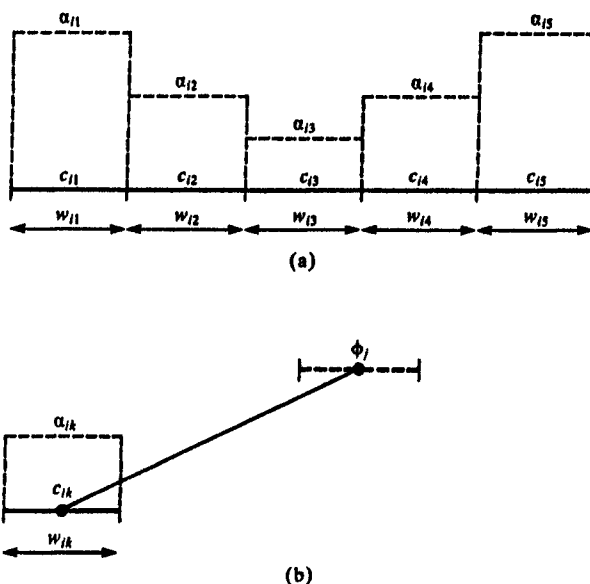 α_{i1} α_{i5}
α_{i2} α_{i4}
α_{i3}
c_{i1} c_{i2} c_{i3} c_{i4} c_{i5}
w_{i1} w_{i2} w_{i3} w_{i4} w_{i5}
(a)
ϕ_j
α_{ik}
c_{ik}
w_{ik}
(b)